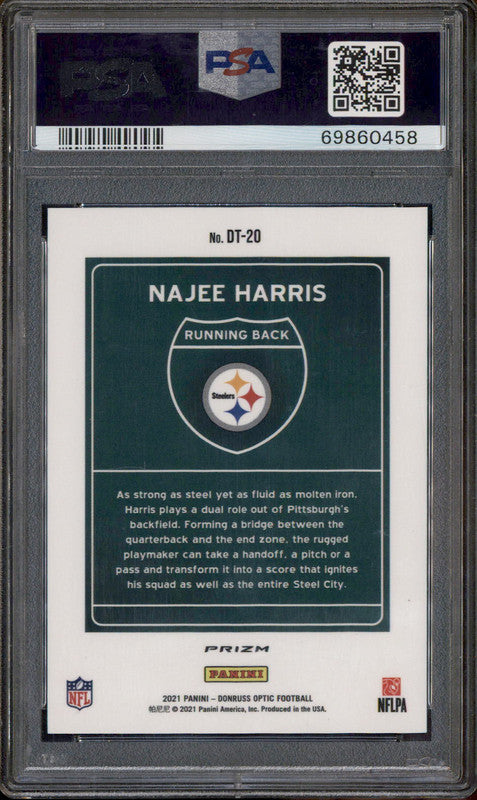 PSA
PSA
69860458
No. DT-20
NAJEE HARRIS
RUNNING BACK
Steelers
As strong as steel yet as fluid as molten iron.
Harris plays a dual role out of Pittsburgh's
backfield. Forming a bridge between the
quarterback and the end zone, the rugged
playmaker can take a handoff, a pitch or a
pass and transform it into a score that ignites
his squad as well as the entire Steel City.
PRIZM
PANINI
NFL
2021 PANINI – DONRUSS OPTIC FOOTBALL
帕尼尼 © 2021 Panini America, Inc. Produced in the USA.
NFLPA